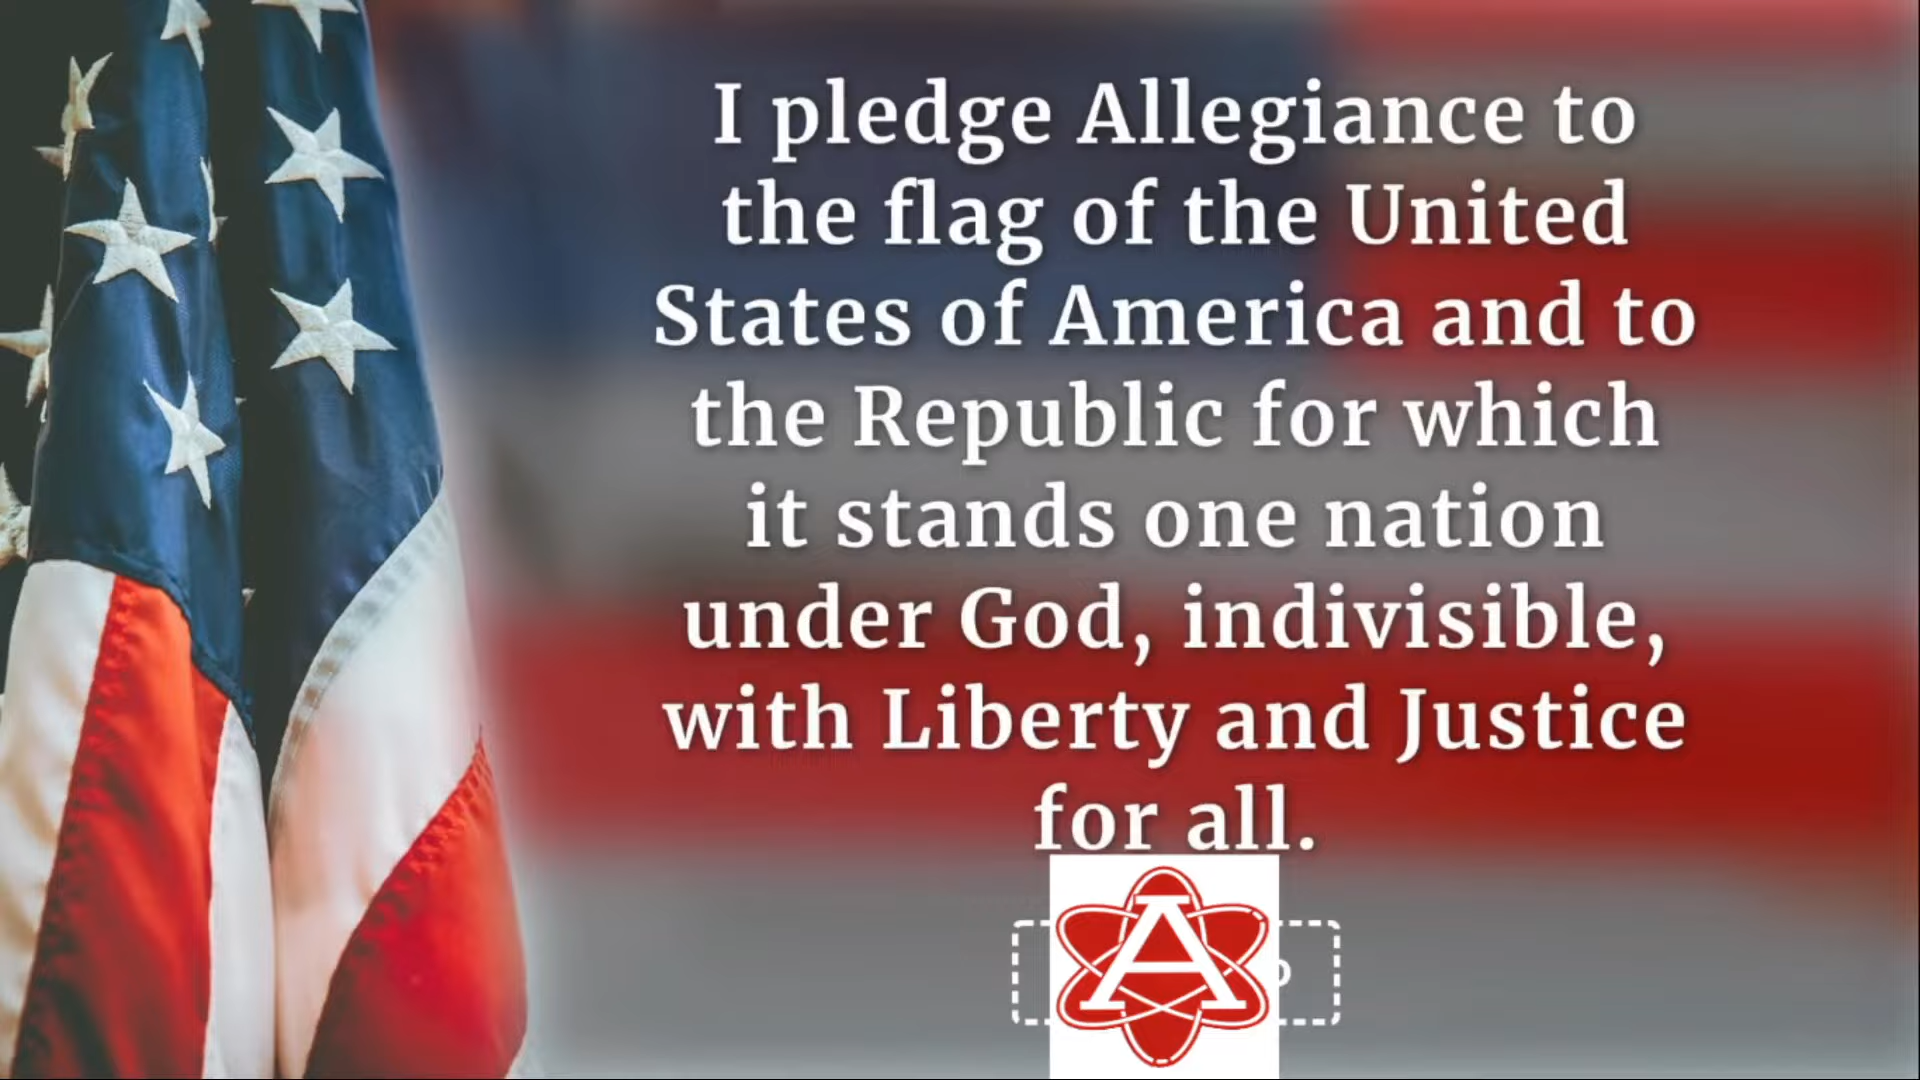 I pledge Allegiance to
the flag of the United
States of America and to
the Republic for which
it stands one nation
under God, indivisible,
with Liberty and Justice
for all.
A